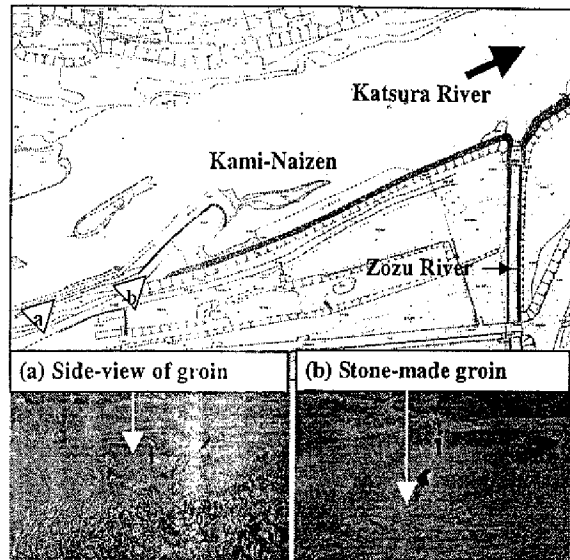 Katsura River
Kami-Naizen
Zozu River
a
b
(a) Side-view of groin
(b) Stone-made groin